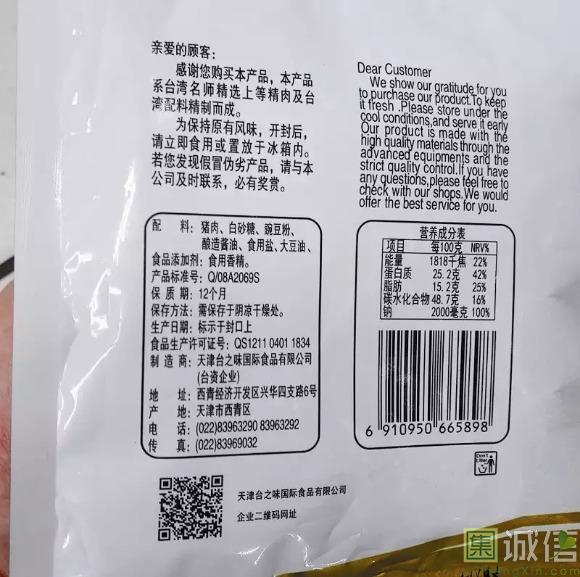 亲爱的顾客：
感谢您购买本产品，本产品
系台湾名师精选上等精肉及台
湾配料精制而成。
为保持原有风味，开封后，
请立即食用或置放于冰箱内。
若您发现假冒伪劣产品，请与本
公司及时联系，必有奖赏。
Dear Customer
We show our gratitude for you
to purchase our product.To keep
it fresh .Please store under the
cool conditions,and serve it early
Our product is made with the
high quality materials through the
advanced equipments and the
strict quality control.If you have
any questions,please feel free to
check with our shops.We would
offer the best service for you.
配 料：猪肉、白砂糖、豌豆粉、
酿造酱油、食用盐、大豆油、
食品添加剂：食用香精。
产品标准号：Q/08A2069S
保 质 期：12个月
保存方法：需保存于阴凉干燥处。
生产日期：标示于封口上
食品生产许可证号：QS1211 0401 1834
制 造 商：天津台之味国际食品有限公司
(台资企业)
地 址：西青经济开发区兴华四支路6号
产 地：天津市西青区
电 话：(022)83963290 83963292
传 真：(022)83969032
营养成分表
项目 每100克 NRV%
能量 1818千焦 22%
蛋白质 25.2克 42%
脂肪 15.2克 25%
碳水化合物 48.7克 16%
钠 2000毫克 100%
6 910950 665898
天津台之味国际食品有限公司
企业二维码网址
集 诚信